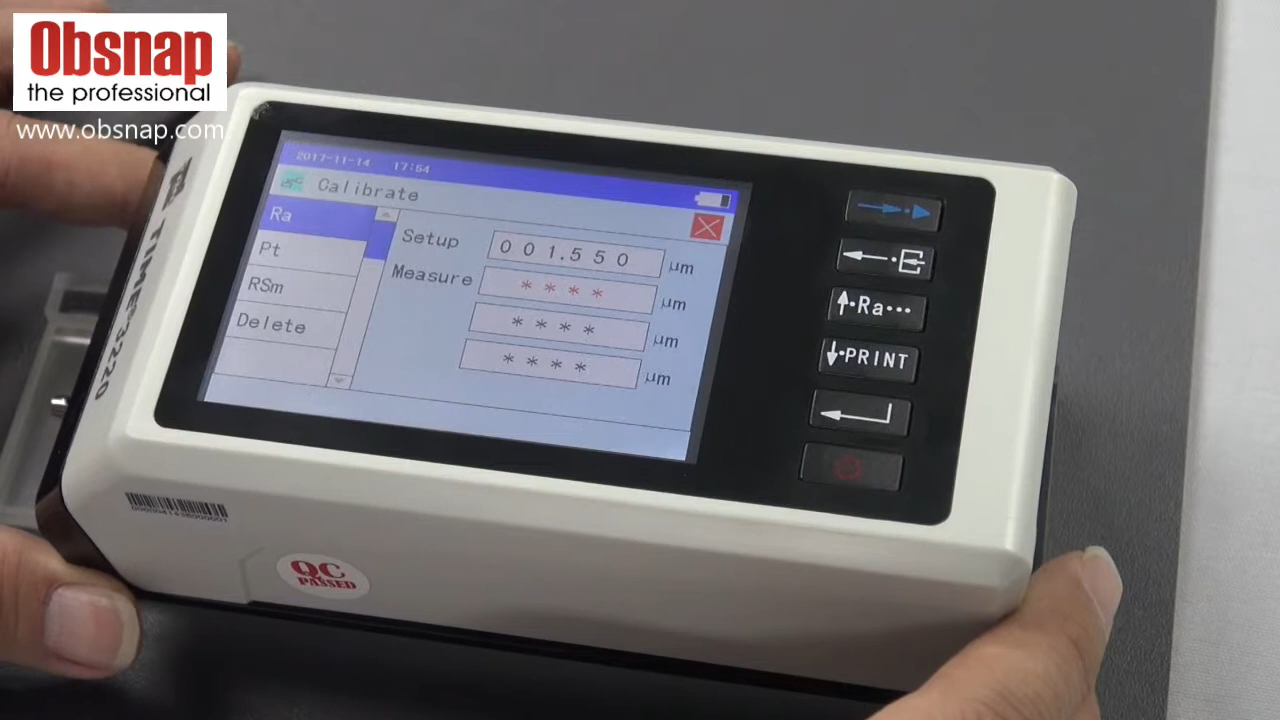 Obsnap
the professional
www.obsnap.com
TIME3220
2017-11-14 17:54
Calibrate
Ra
Pt
RSm
Delete
Setup 001.550 μm
Measure **** μm
**** μm
**** μm
Ra•••
PRINT
QC
PASSED